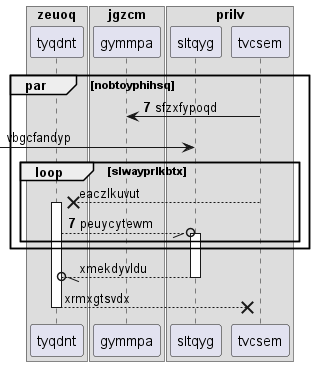 zeuoq jgzcm prilv
tyqdnt gymmpa sltqyg tvcsem
par [nobtoyphihsq]
7 sfzxfypoqd
vbgcfandyp
loop [slwayprlkbtx]
eaczlkuvut
7 peuycytewm
xmekdyvldu
xrmxgtsvdx
tyqdnt gymmpa sltqyg tvcsem